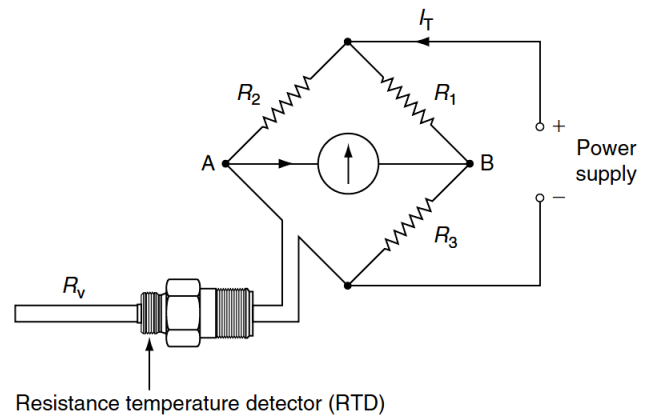 I_T
R_2
R_1
A
B
+
Power
supply
−
R_3
R_v
Resistance temperature detector (RTD)